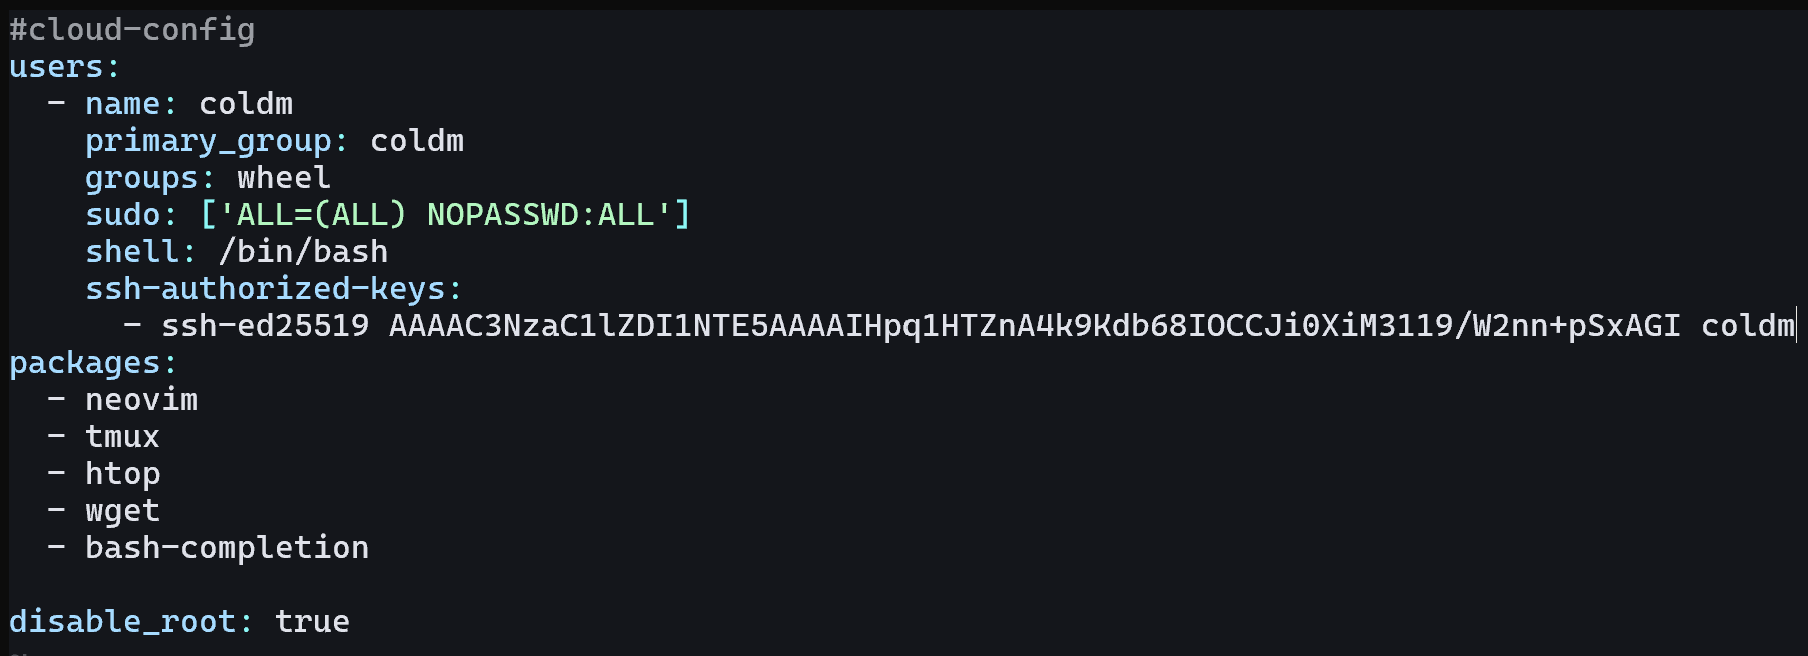 #cloud-config
users:
  - name: coldm
    primary_group: coldm
    groups: wheel
    sudo: ['ALL=(ALL) NOPASSWD:ALL']
    shell: /bin/bash
    ssh-authorized-keys:
      - ssh-ed25519 AAAAC3NzaC1lZDI1NTE5AAAAIHpq1HTZnA4k9Kdb68IOCCJi0XiM3119/W2nn+pSxAGI coldm
packages:
  - neovim
  - tmux
  - htop
  - wget
  - bash-completion

disable_root: true